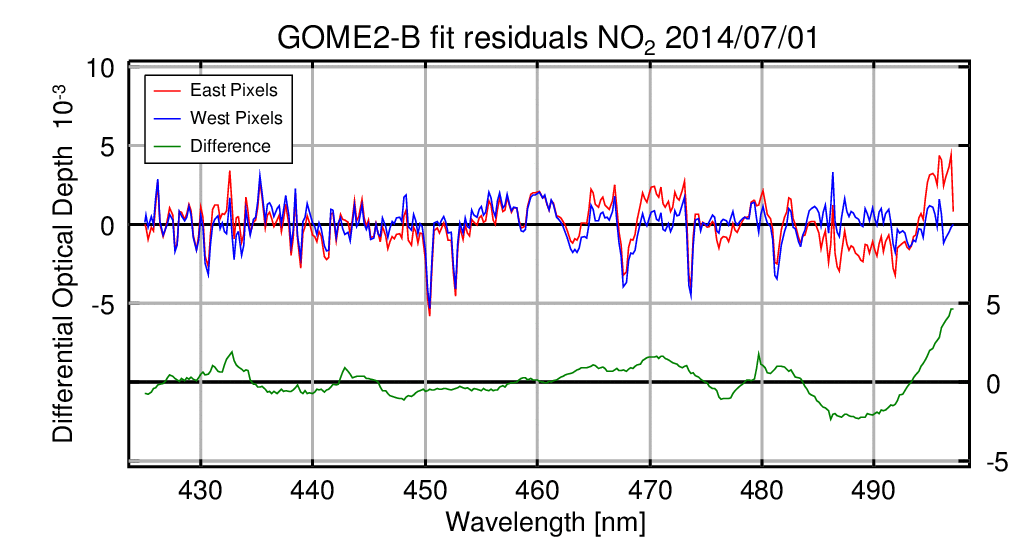 GOME2-B fit residuals NO₂ 2014/07/01
Differential Optical Depth 10⁻³
10
5
0
-5
East Pixels
West Pixels
Difference
5
0
-5
430 440 450 460 470 480 490
Wavelength [nm]